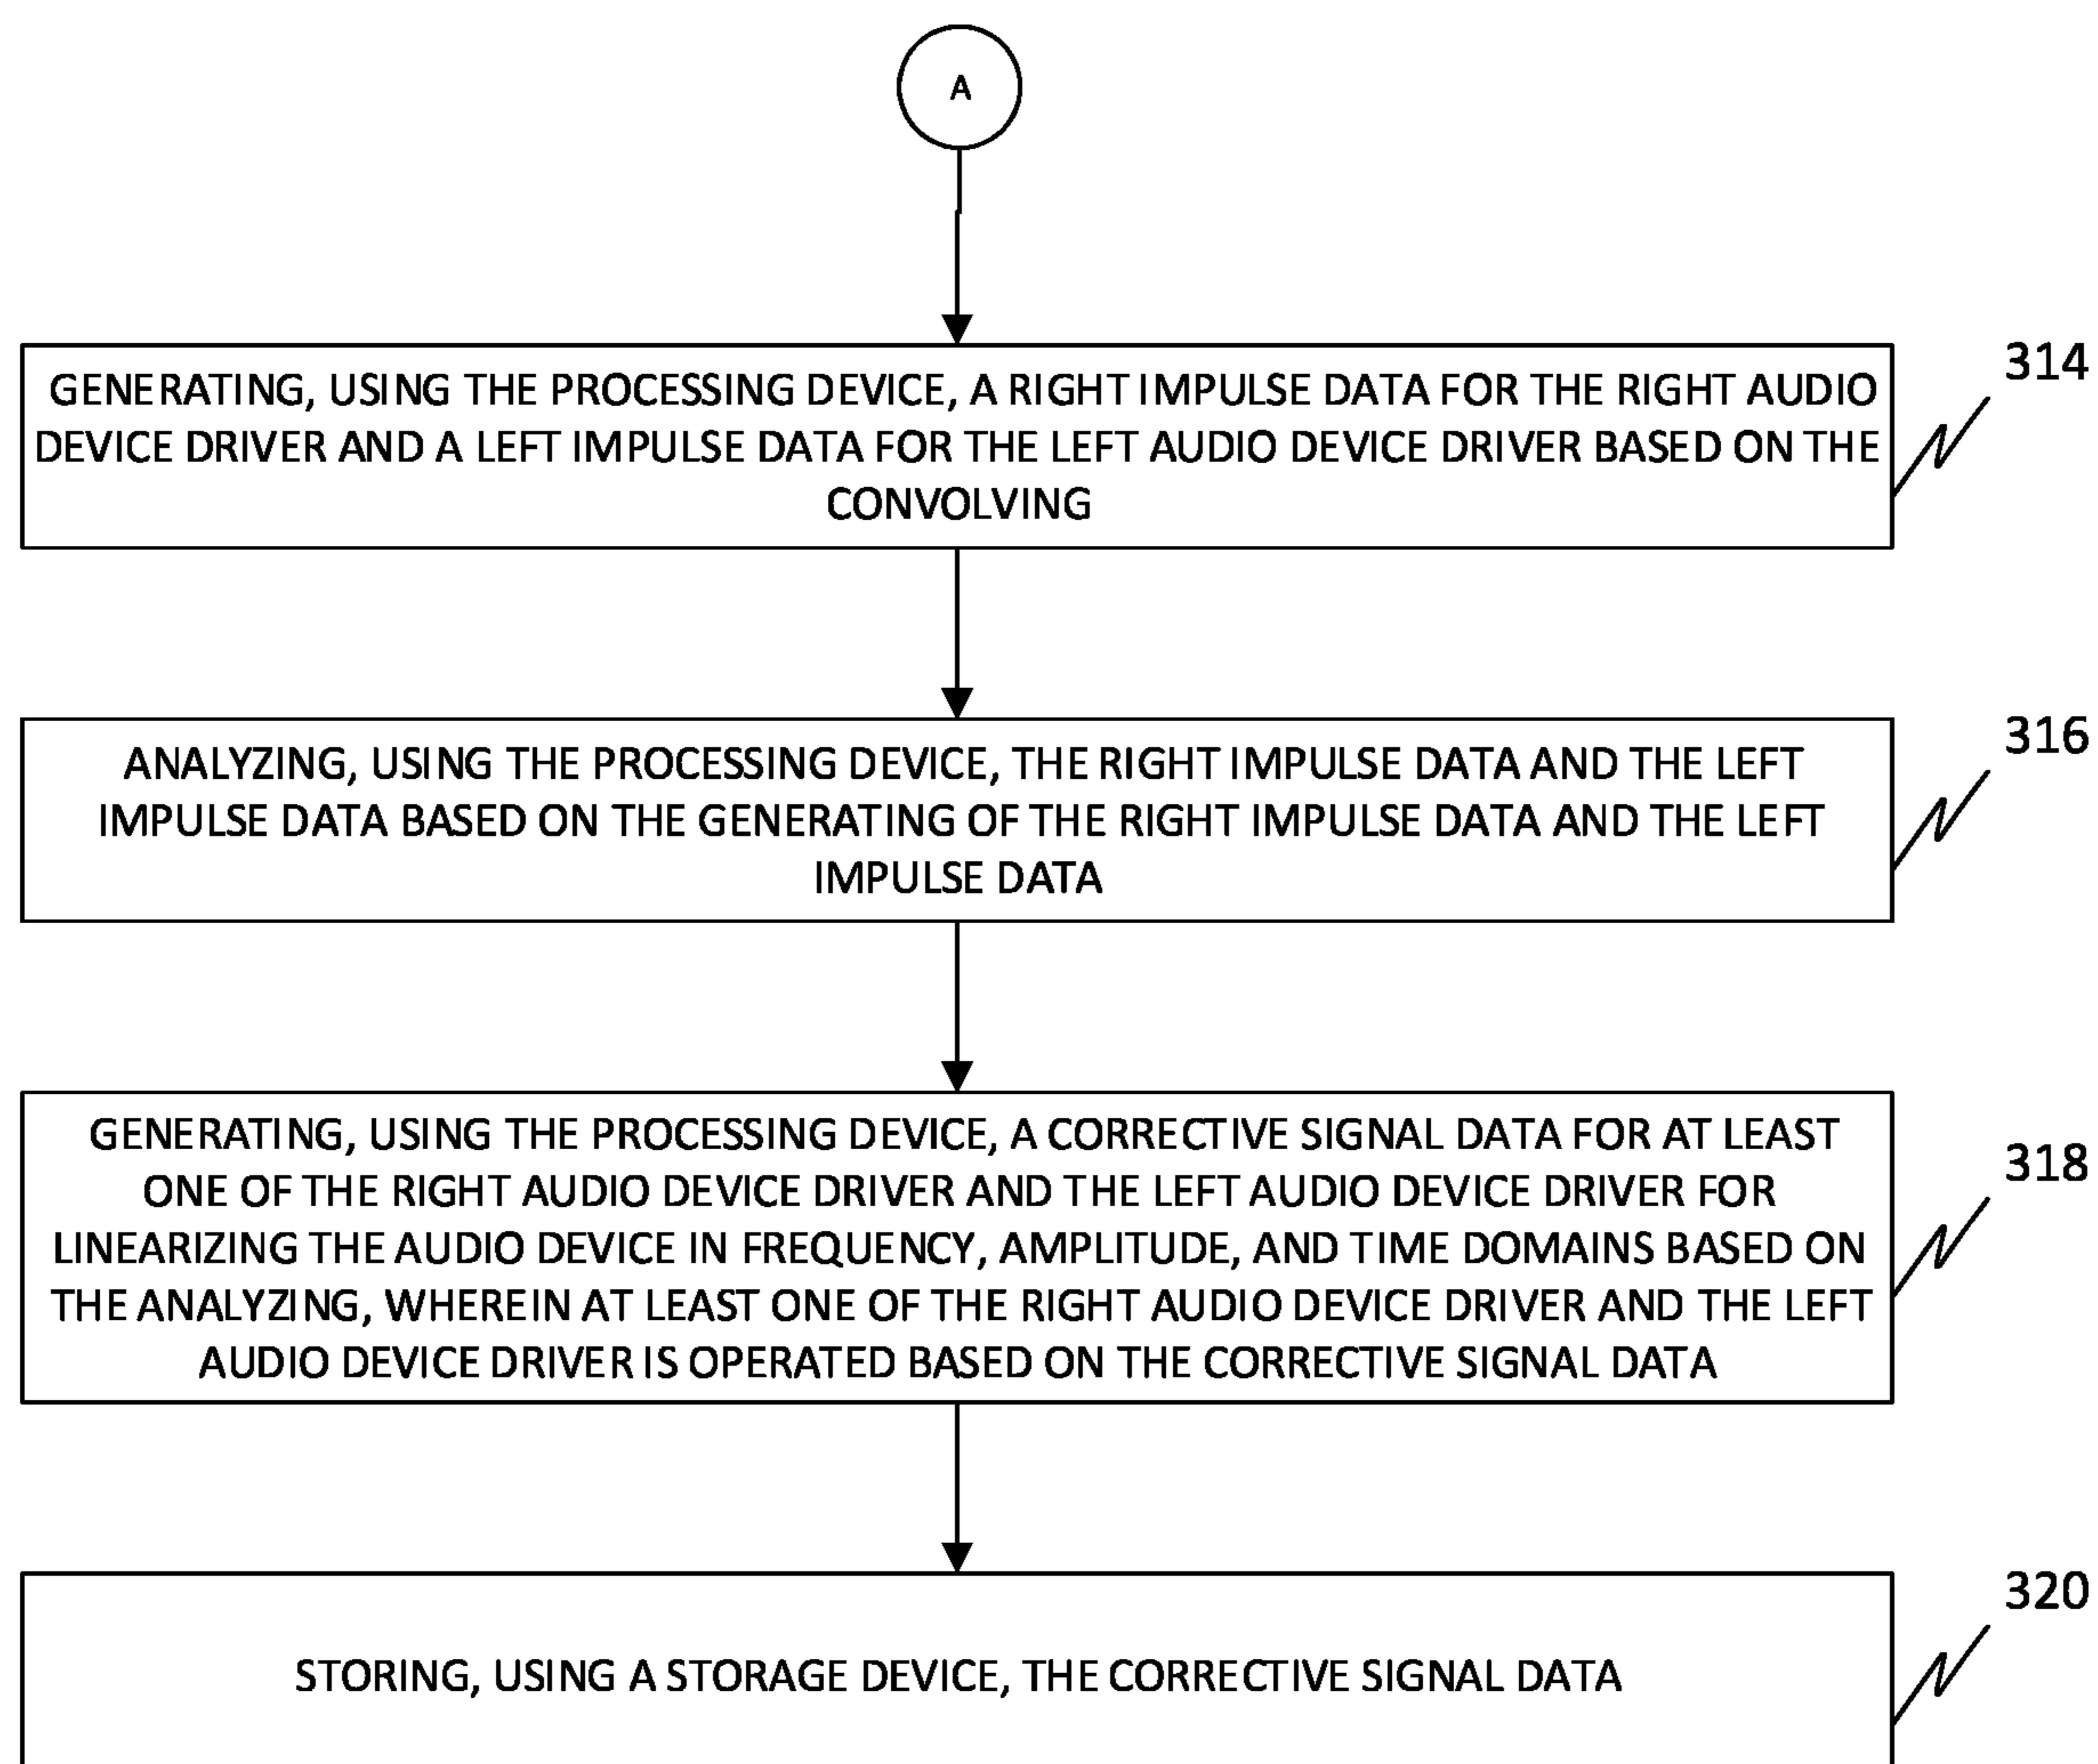 A
314
GENERATING, USING THE PROCESSING DEVICE, A RIGHT IMPULSE DATA FOR THE RIGHT AUDIO
DEVICE DRIVER AND A LEFT IMPULSE DATA FOR THE LEFT AUDIO DEVICE DRIVER BASED ON THE
CONVOLVING
316
ANALYZING, USING THE PROCESSING DEVICE, THE RIGHT IMPULSE DATA AND THE LEFT
IMPULSE DATA BASED ON THE GENERATING OF THE RIGHT IMPULSE DATA AND THE LEFT
IMPULSE DATA
318
GENERATING, USING THE PROCESSING DEVICE, A CORRECTIVE SIGNAL DATA FOR AT LEAST
ONE OF THE RIGHT AUDIO DEVICE DRIVER AND THE LEFT AUDIO DEVICE DRIVER FOR
LINEARIZING THE AUDIO DEVICE IN FREQUENCY, AMPLITUDE, AND TIME DOMAINS BASED ON
THE ANALYZING, WHEREIN AT LEAST ONE OF THE RIGHT AUDIO DEVICE DRIVER AND THE LEFT
AUDIO DEVICE DRIVER IS OPERATED BASED ON THE CORRECTIVE SIGNAL DATA
320
STORING, USING A STORAGE DEVICE, THE CORRECTIVE SIGNAL DATA